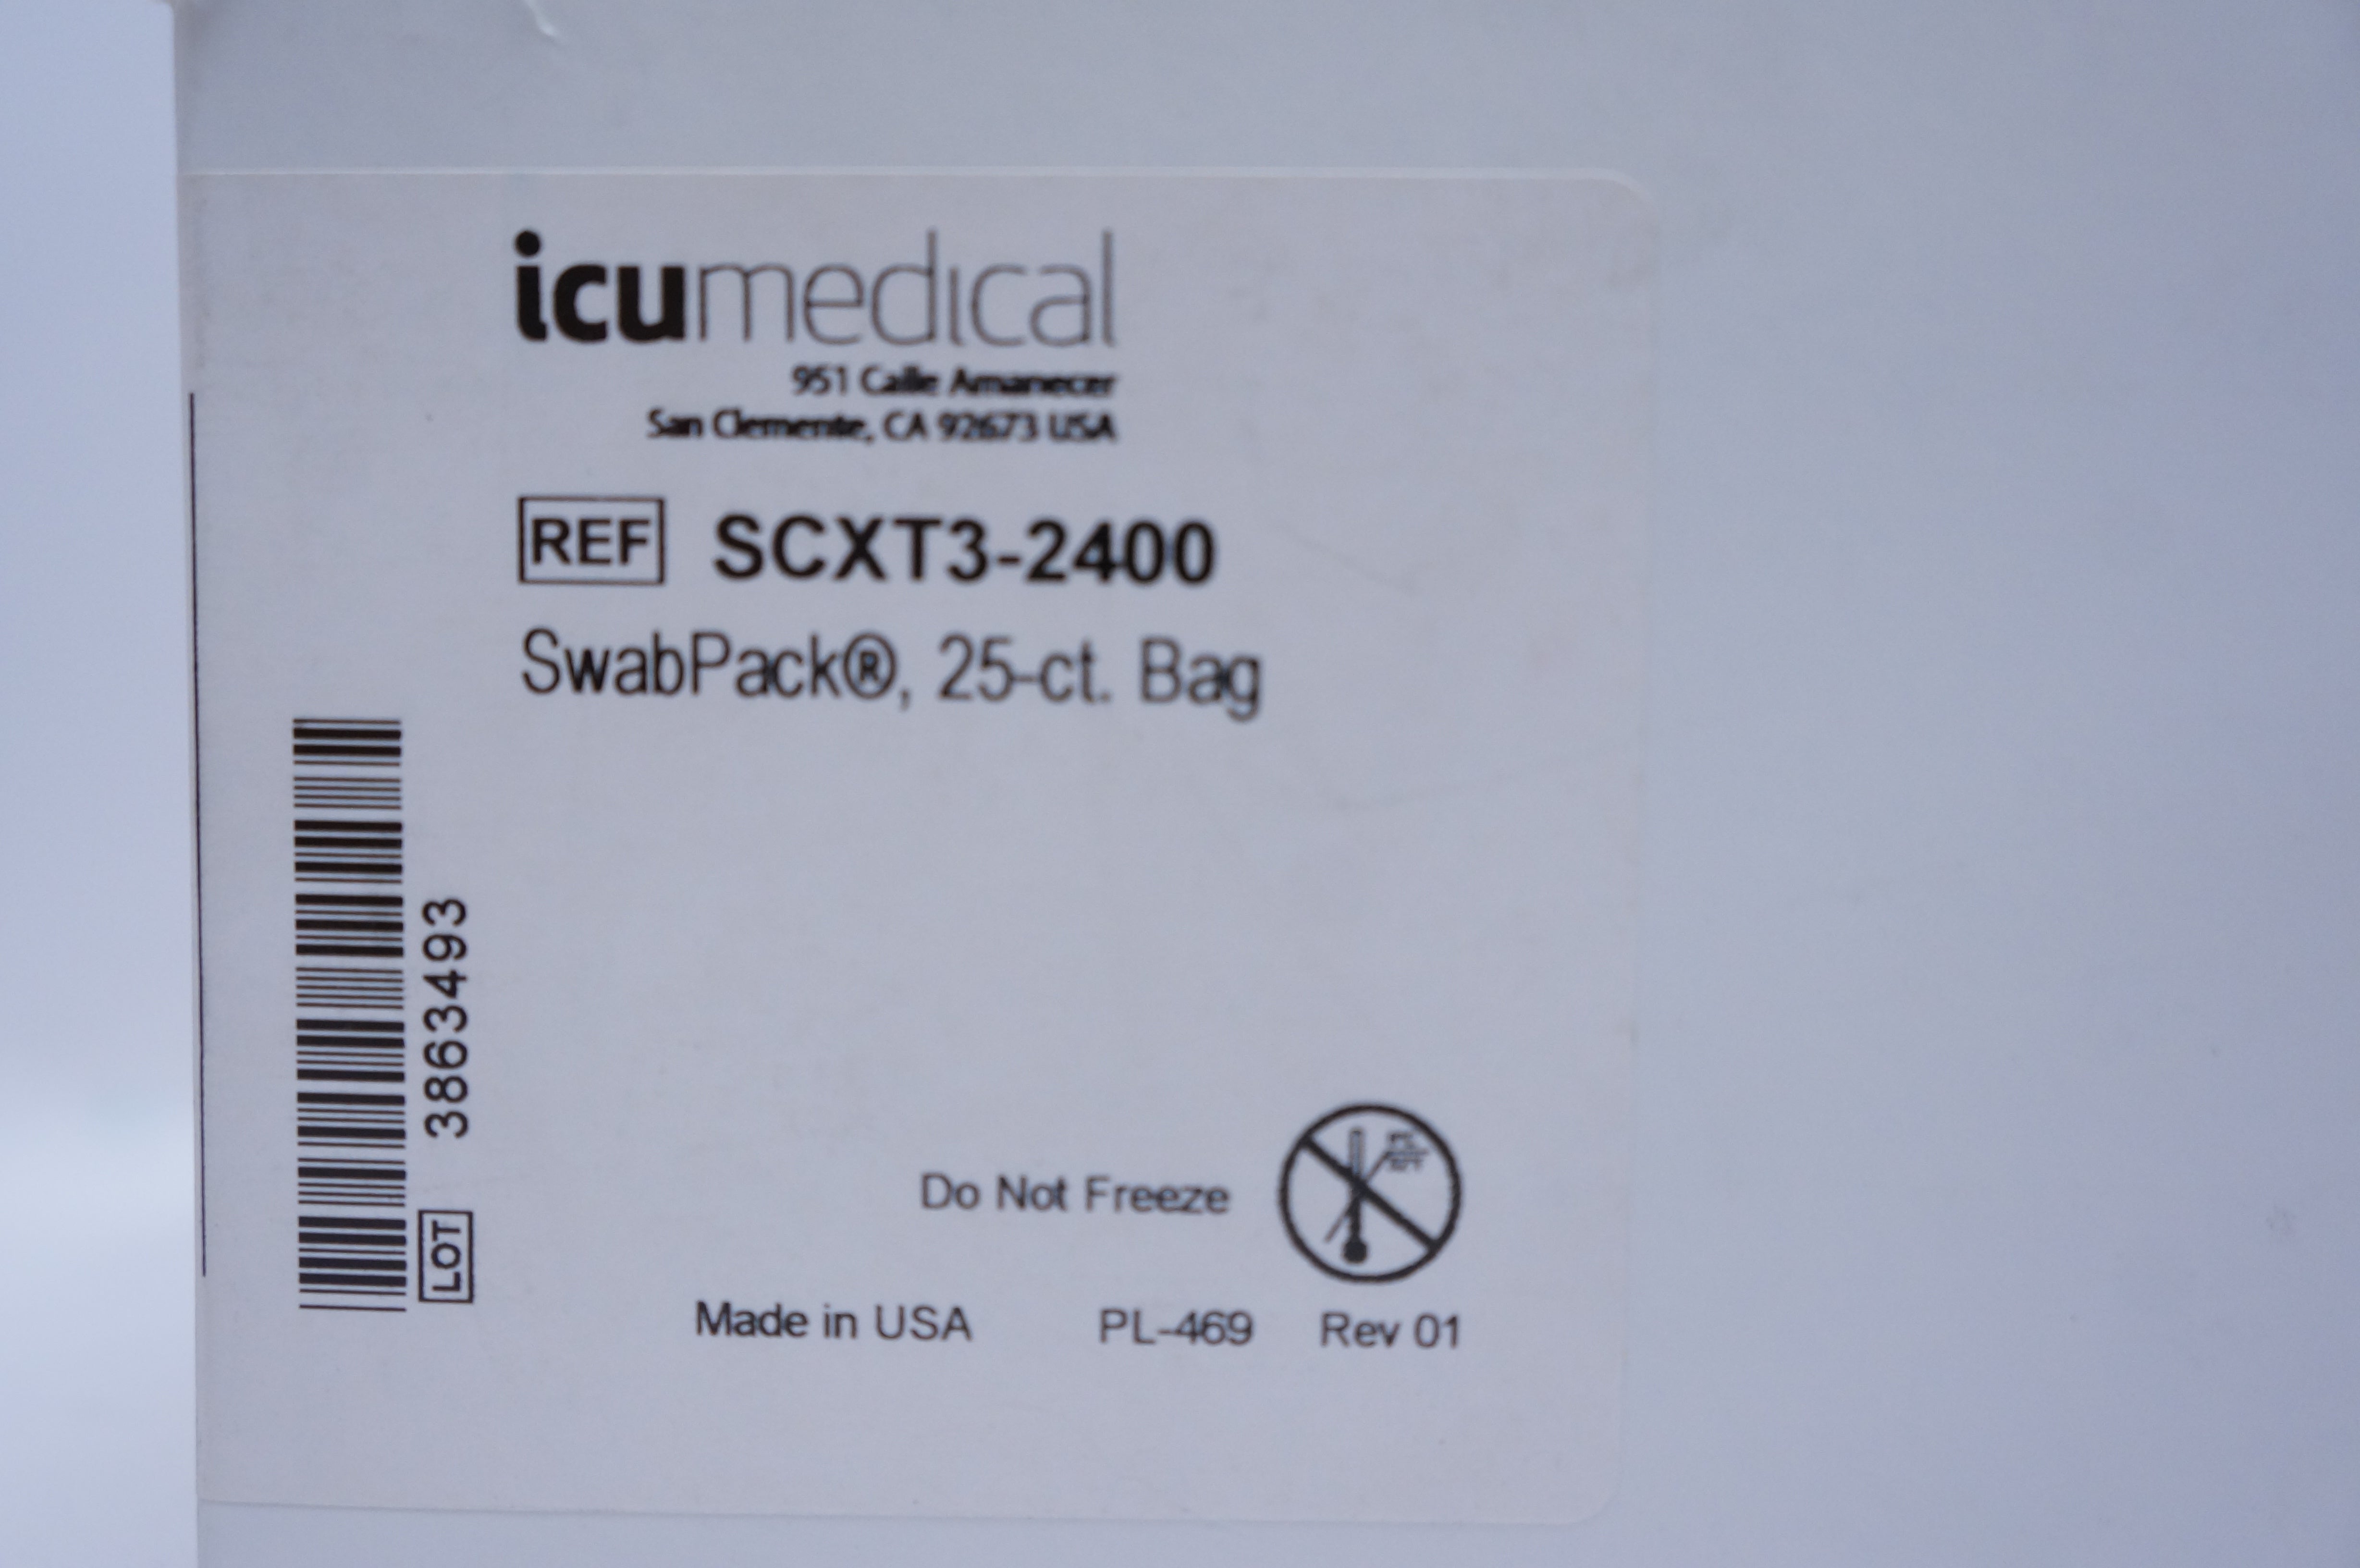 icumedical
951 Calle Amanecer
San Clemente, CA 92673 USA
REF SCXT3-2400
SwabPack®, 25-ct. Bag
LOT 3863493
Do Not Freeze
Made in USA PL-469 Rev 01